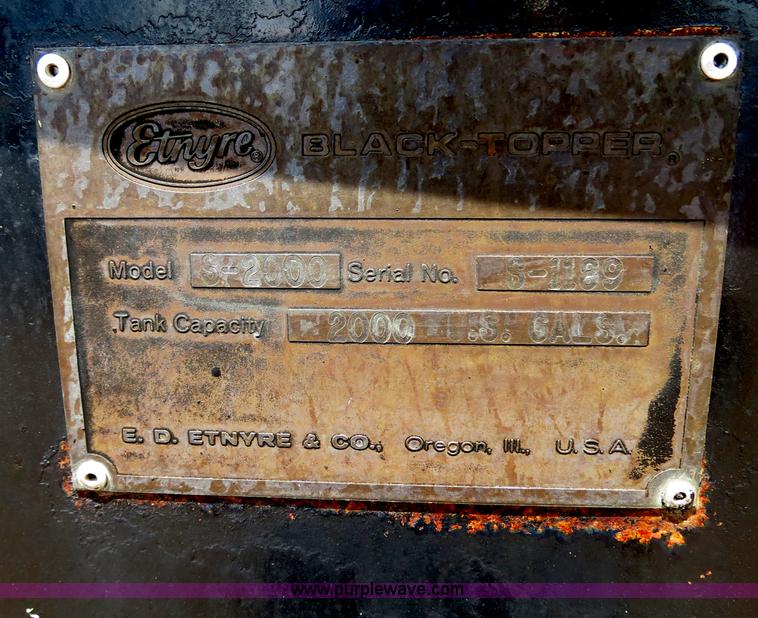 Etnyre® BLACK-TOPPER®
Model S-2000 Serial No. S-1189
Tank Capacity 2000 U.S. GALS.
E. D. ETNYRE & CO., Oregon, Ill., U.S.A.
www.purplewave.com